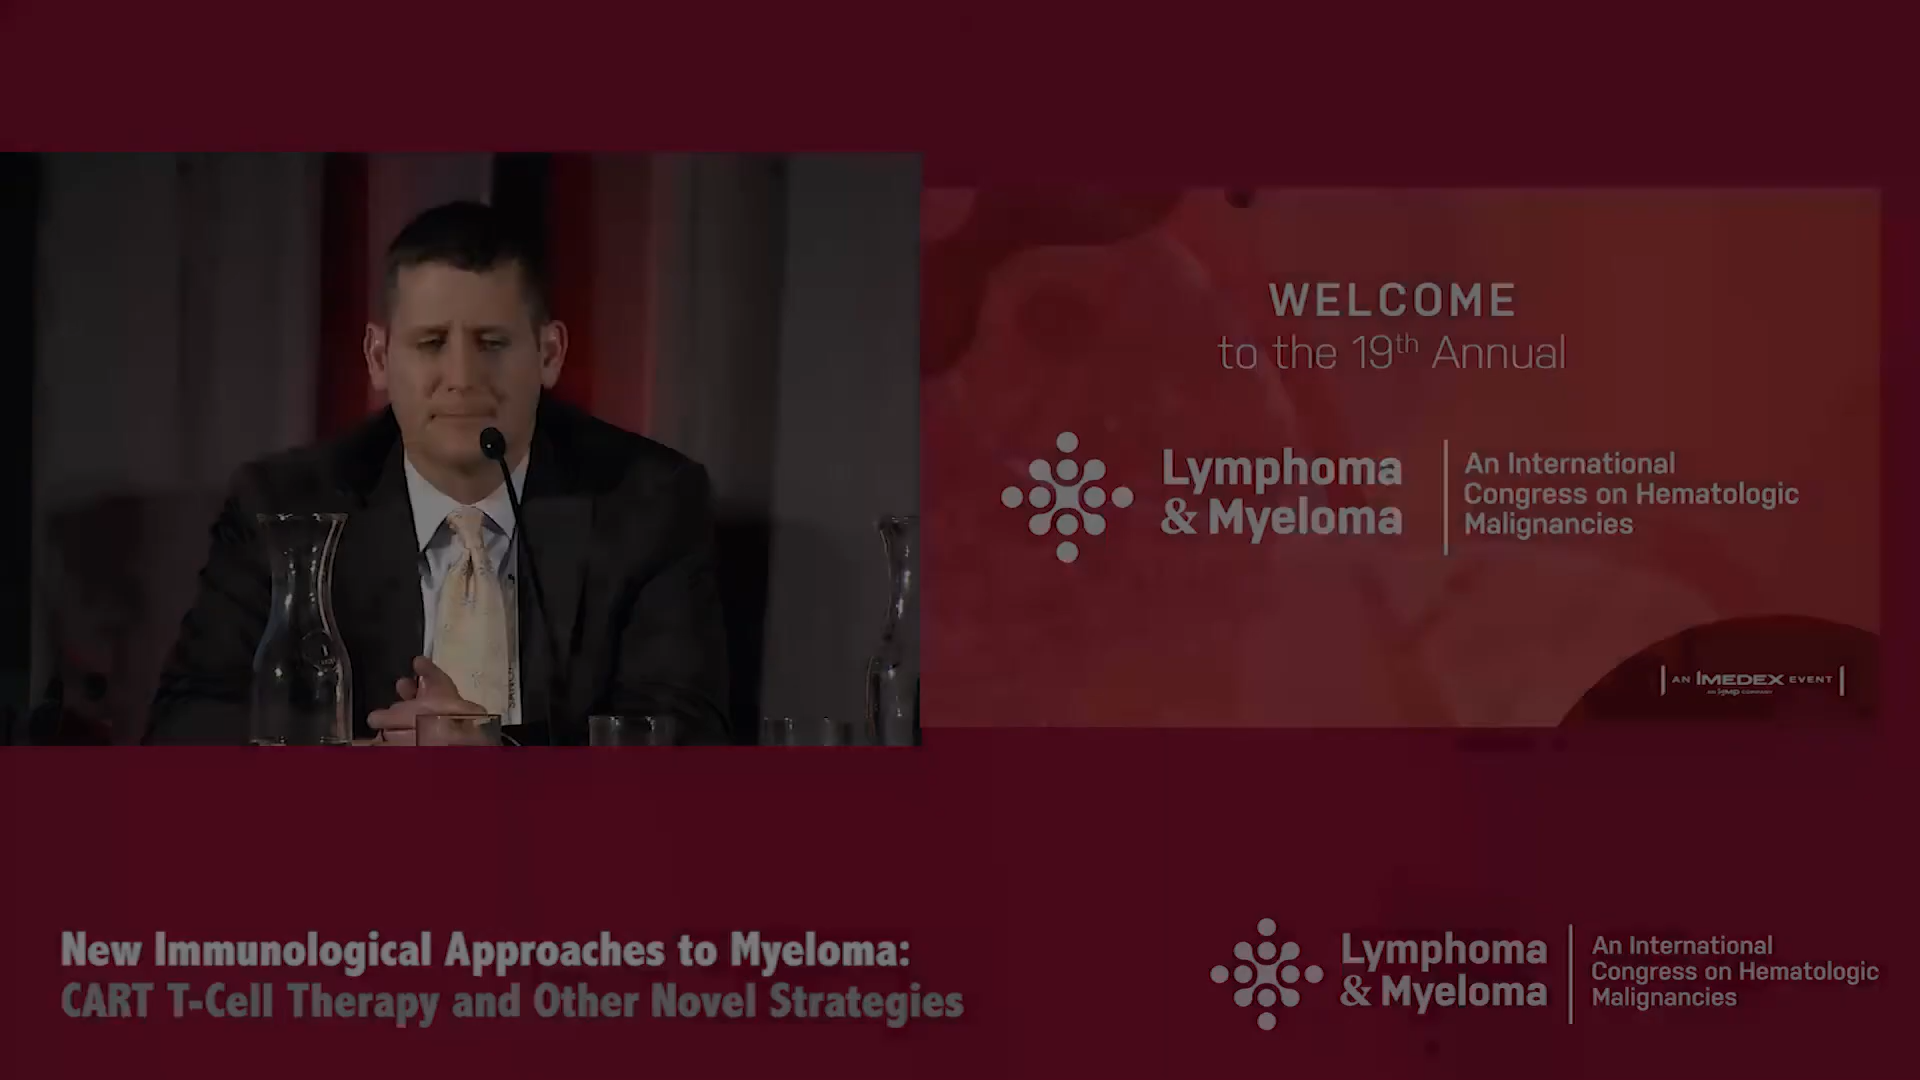 WELCOME
to the 19th Annual
Lymphoma
& Myeloma
An International
Congress on Hematologic
Malignancies
AN IMEDEX EVENT
New Immunological Approaches to Myeloma:
CART T-Cell Therapy and Other Novel Strategies
Lymphoma
& Myeloma
An International
Congress on Hematologic
Malignancies